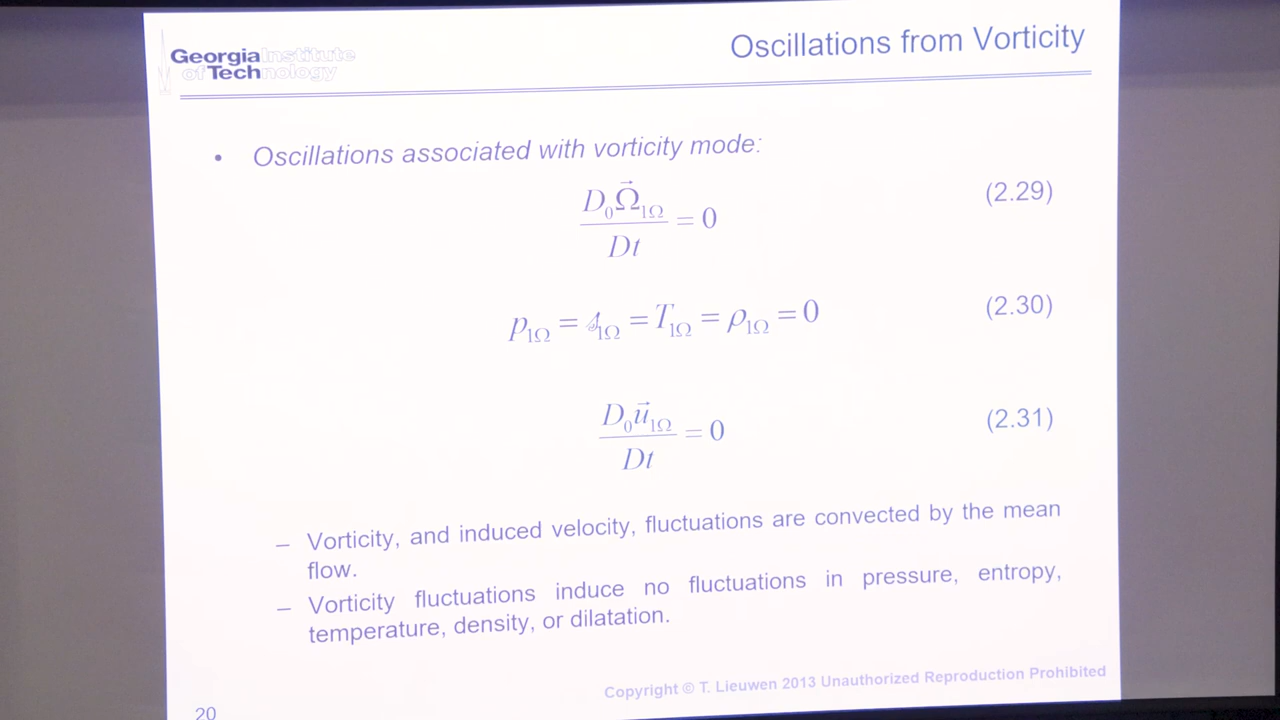 Georgia Institute
of Technology
Oscillations from Vorticity
• Oscillations associated with vorticity mode:
D₀Ω⃗₁Ω / Dt = 0 (2.29)
p₁Ω = 𝓈₁Ω = T₁Ω = ρ₁Ω = 0 (2.30)
D₀u⃗₁Ω / Dt = 0 (2.31)
– Vorticity, and induced velocity, fluctuations are convected by the mean
flow.
– Vorticity fluctuations induce no fluctuations in pressure, entropy,
temperature, density, or dilatation.
Copyright © T. Lieuwen 2013 Unauthorized Reproduction Prohibited
20